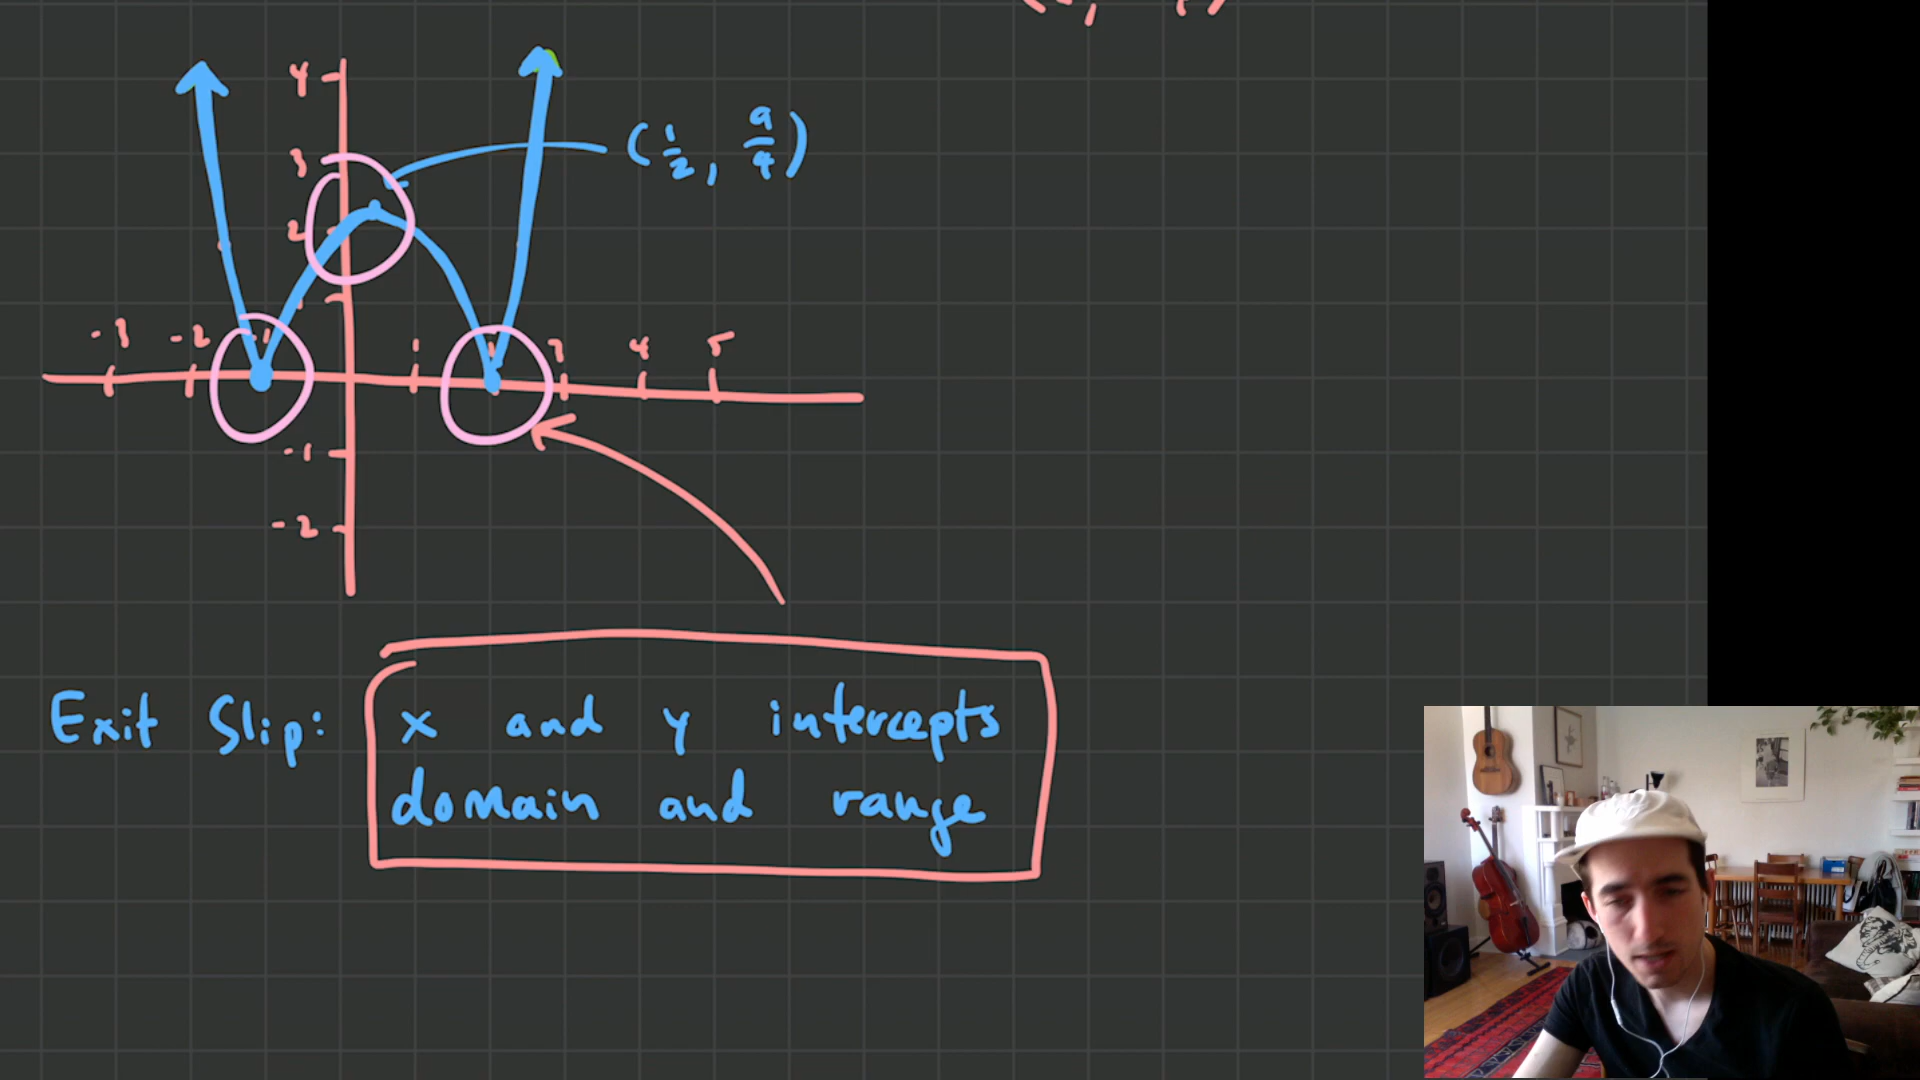 4
3
2
(1/2, 9/4)
-3 -2 -1 1 3 4 5
-1
-2
Exit Slip: x and y intercepts
domain and range